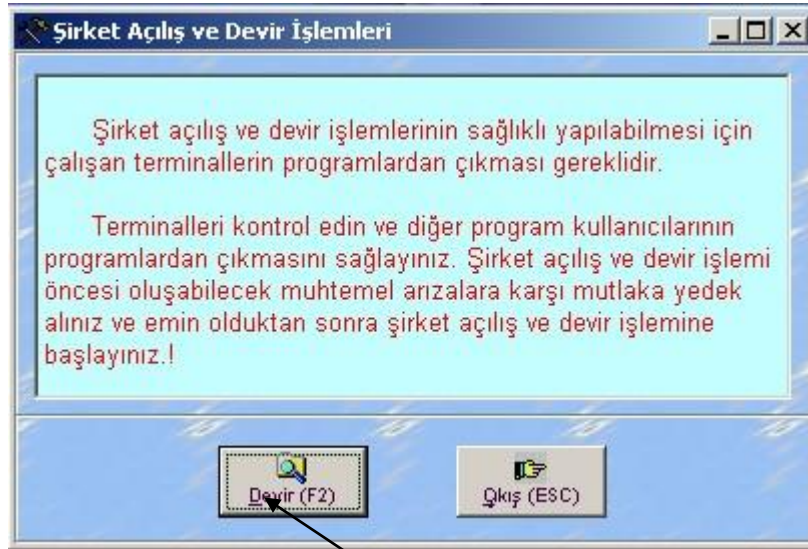 Şirket Açılış ve Devir İşlemleri
Şirket açılış ve devir işlemlerinin sağlıklı yapılabilmesi için
çalışan terminallerin programlardan çıkması gereklidir.
Terminalleri kontrol edin ve diğer program kullanıcılarının
programlardan çıkmasını sağlayınız. Şirket açılış ve devir işlemi
öncesi oluşabilecek muhtemel arızalara karşı mutlaka yedek
alınız ve emin olduktan sonra şirket açılış ve devir işlemine
başlayınız.!
Devir (F2)
Çıkış (ESC)